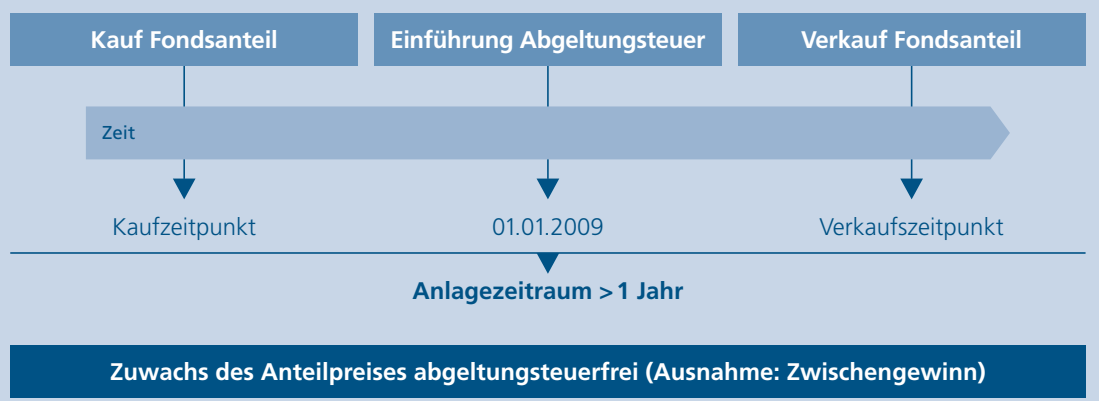 Kauf Fondsanteil
Einführung Abgeltungsteuer
Verkauf Fondsanteil
Zeit
Kaufzeitpunkt
01.01.2009
Verkaufszeitpunkt
Anlagezeitraum >1 Jahr
Zuwachs des Anteilpreises abgeltungsteuerfrei (Ausnahme: Zwischengewinn)